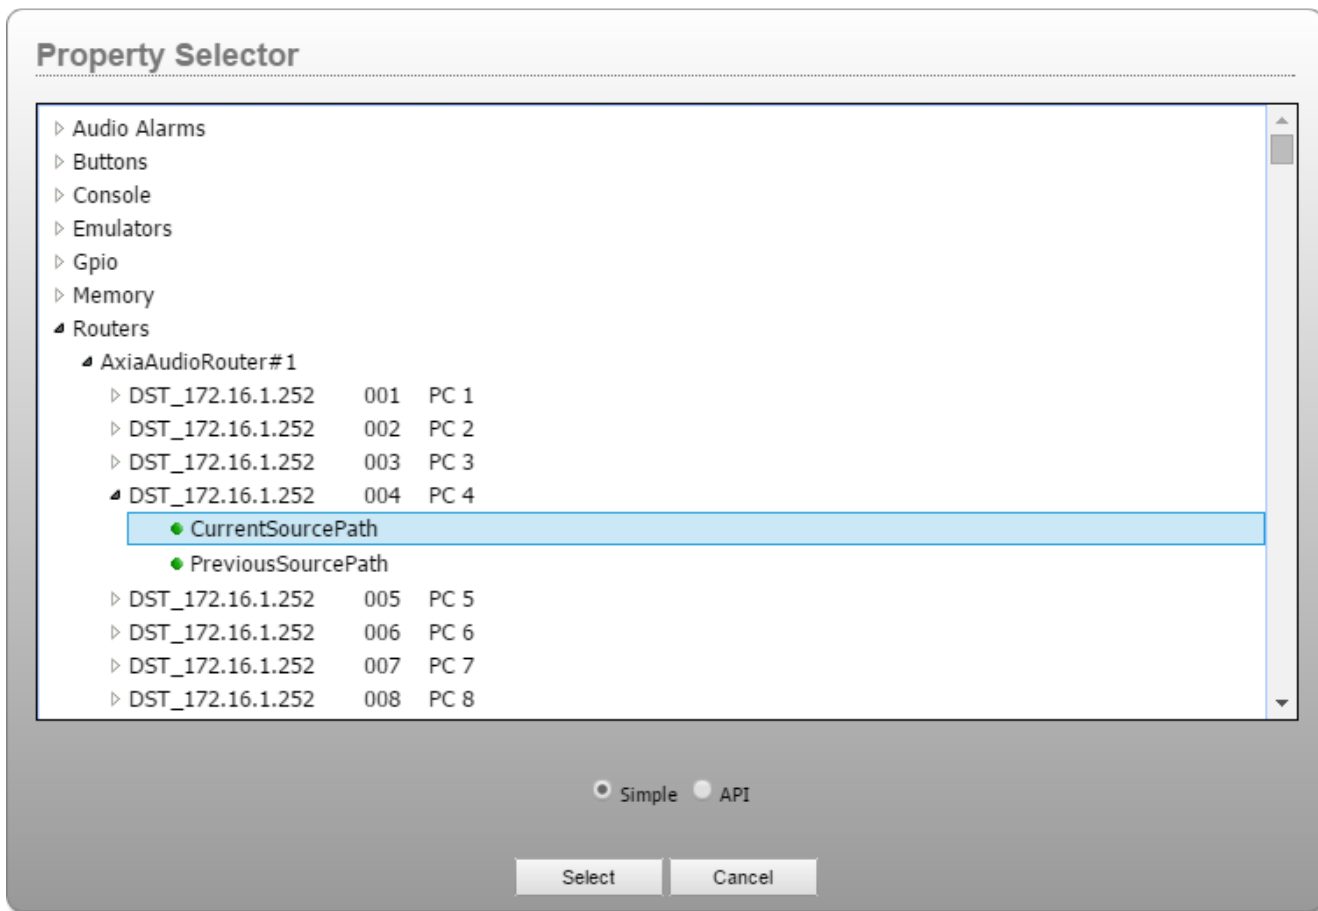 Property Selector
Audio Alarms
Buttons
Console
Emulators
Gpio
Memory
Routers
AxiaAudioRouter#1
DST_172.16.1.252 001 PC 1
DST_172.16.1.252 002 PC 2
DST_172.16.1.252 003 PC 3
DST_172.16.1.252 004 PC 4
CurrentSourcePath
PreviousSourcePath
DST_172.16.1.252 005 PC 5
DST_172.16.1.252 006 PC 6
DST_172.16.1.252 007 PC 7
DST_172.16.1.252 008 PC 8
Simple API
Select Cancel